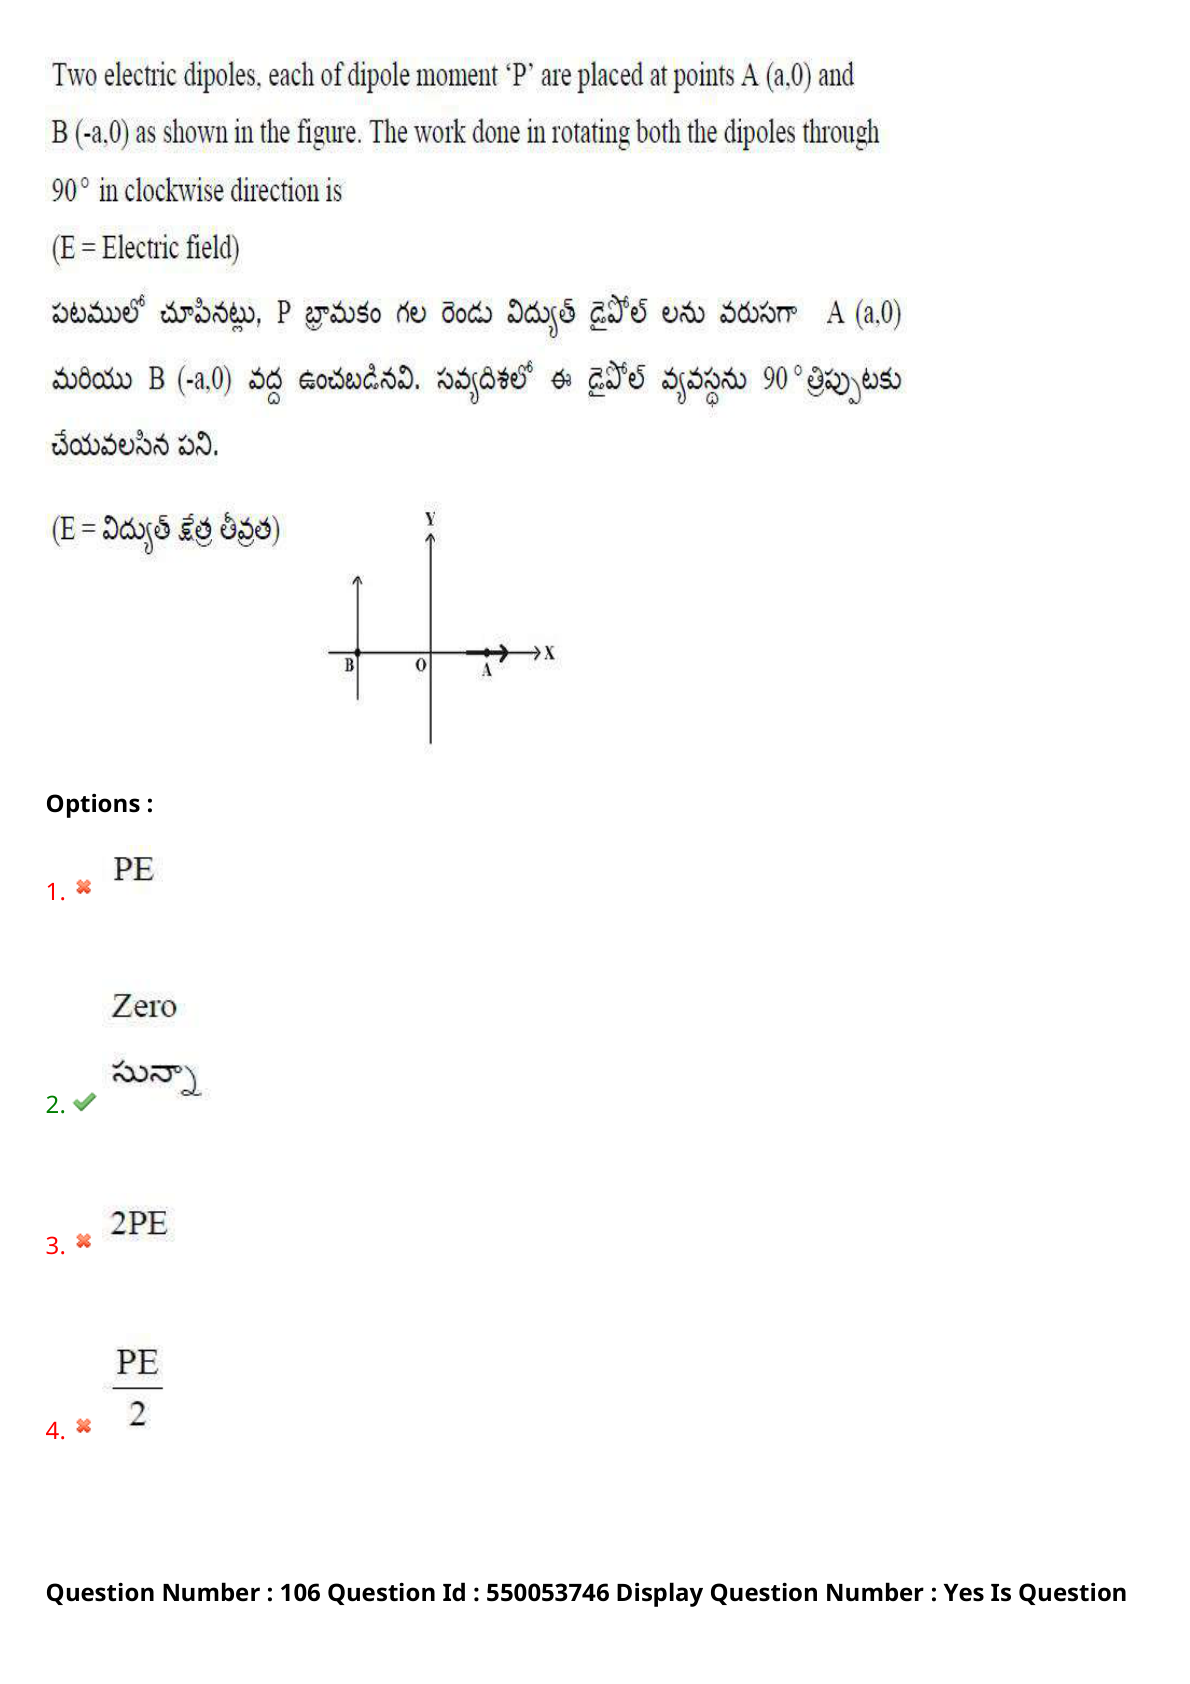 Two electric dipoles, each of dipole moment ‘P’ are placed at points A (a,0) and
B (-a,0) as shown in the figure. The work done in rotating both the dipoles through
90° in clockwise direction is
(E = Electric field)
పటములో చూపినట్లు, P భ్రామకం గల రెండు విద్యుత్ డైపోల్ లను వరుసగా A (a,0)
మరియు B (-a,0) వద్ద ఉంచబడినవి. సవ్యదిశలో ఈ డైపోల్ వ్యవస్థను 90°త్రిప్పుటకు
చేయవలసిన పని.
(E = విద్యుత్ క్షేత్ర తీవ్రత)
Y
B O A X
Options :
1. PE
Zero
సున్నా
2.
3. 2PE
4. PE
2
Question Number : 106 Question Id : 550053746 Display Question Number : Yes Is Question